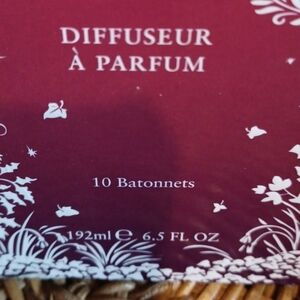 DIFFUSEUR
À PARFUM
10 Batonnets
192ml ℮ 6.5 FL OZ